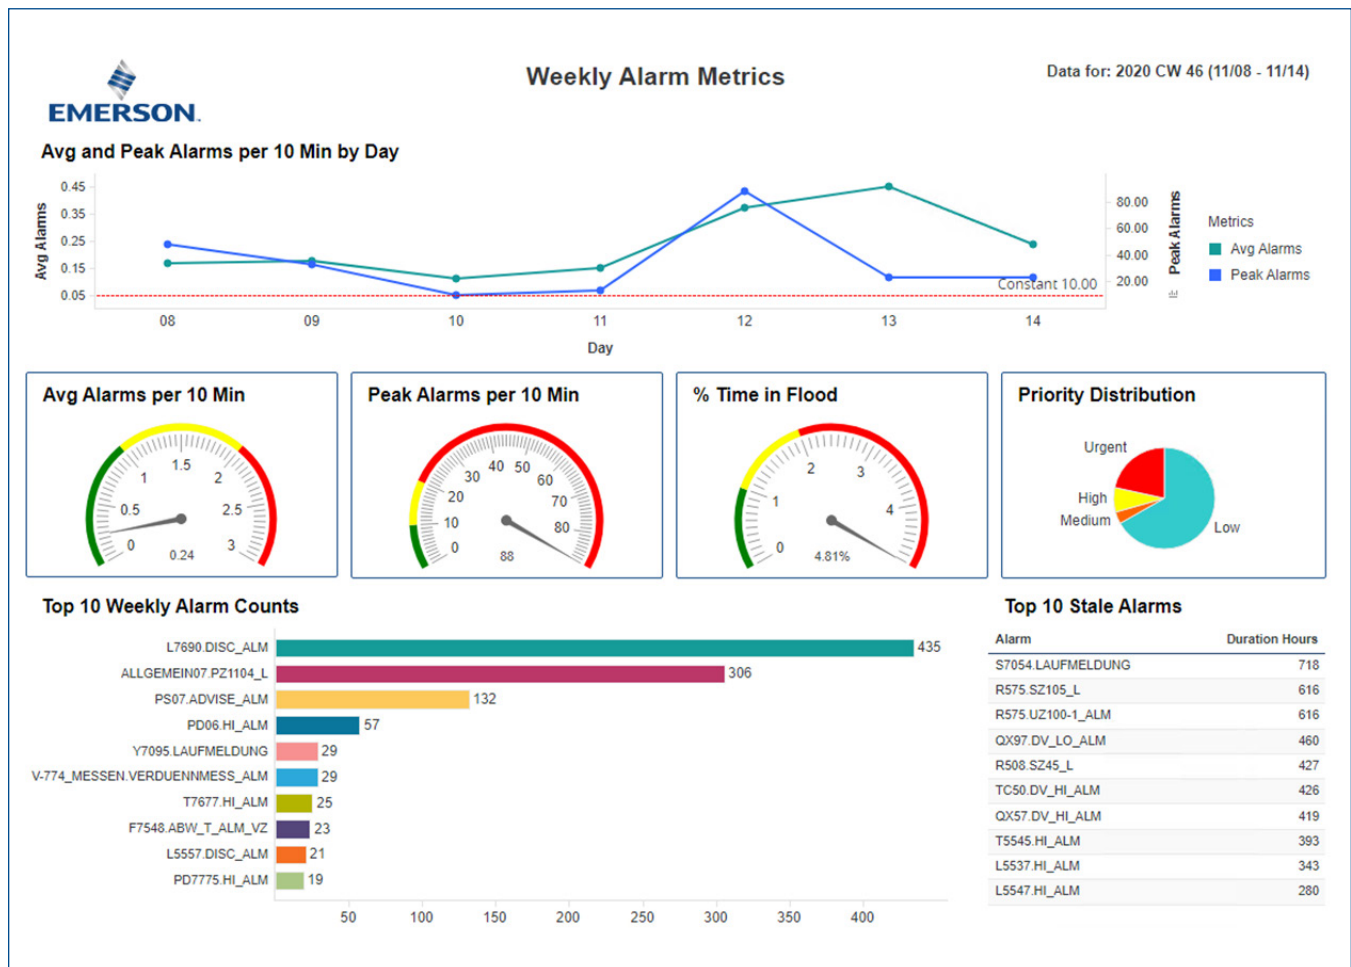 EMERSON.
Weekly Alarm Metrics
Data for: 2020 CW 46 (11/08 - 11/14)
Avg and Peak Alarms per 10 Min by Day
Avg Alarms
0.45
0.35
0.25
0.15
0.05
80.00
60.00
40.00
20.00
Peak Alarms
Constant 10.00
08 09 10 11 12 13 14
Day
Metrics
Avg Alarms
Peak Alarms
Avg Alarms per 10 Min
0 0.5 1 1.5 2 2.5 3
0.24
Peak Alarms per 10 Min
0 10 20 30 40 50 60 70 80
88
% Time in Flood
0 1 2 3 4
4.81%
Priority Distribution
Urgent
High
Medium
Low
Top 10 Weekly Alarm Counts
L7690.DISC_ALM 435
ALLGEMEIN07.PZ1104_L 306
PS07.ADVISE_ALM 132
PD06.HI_ALM 57
Y7095.LAUFMELDUNG 29
V-774_MESSEN.VERDUENNMESS_ALM 29
T7677.HI_ALM 25
F7548.ABW_T_ALM_VZ 23
L5557.DISC_ALM 21
PD7775.HI_ALM 19
50 100 150 200 250 300 350 400
Top 10 Stale Alarms
Alarm Duration Hours
S7054.LAUFMELDUNG 718
R575.SZ105_L 616
R575.UZ100-1_ALM 616
QX97.DV_LO_ALM 460
R508.SZ45_L 427
TC50.DV_HI_ALM 426
QX57.DV_HI_ALM 419
T5545.HI_ALM 393
L5537.HI_ALM 343
L5547.HI_ALM 280